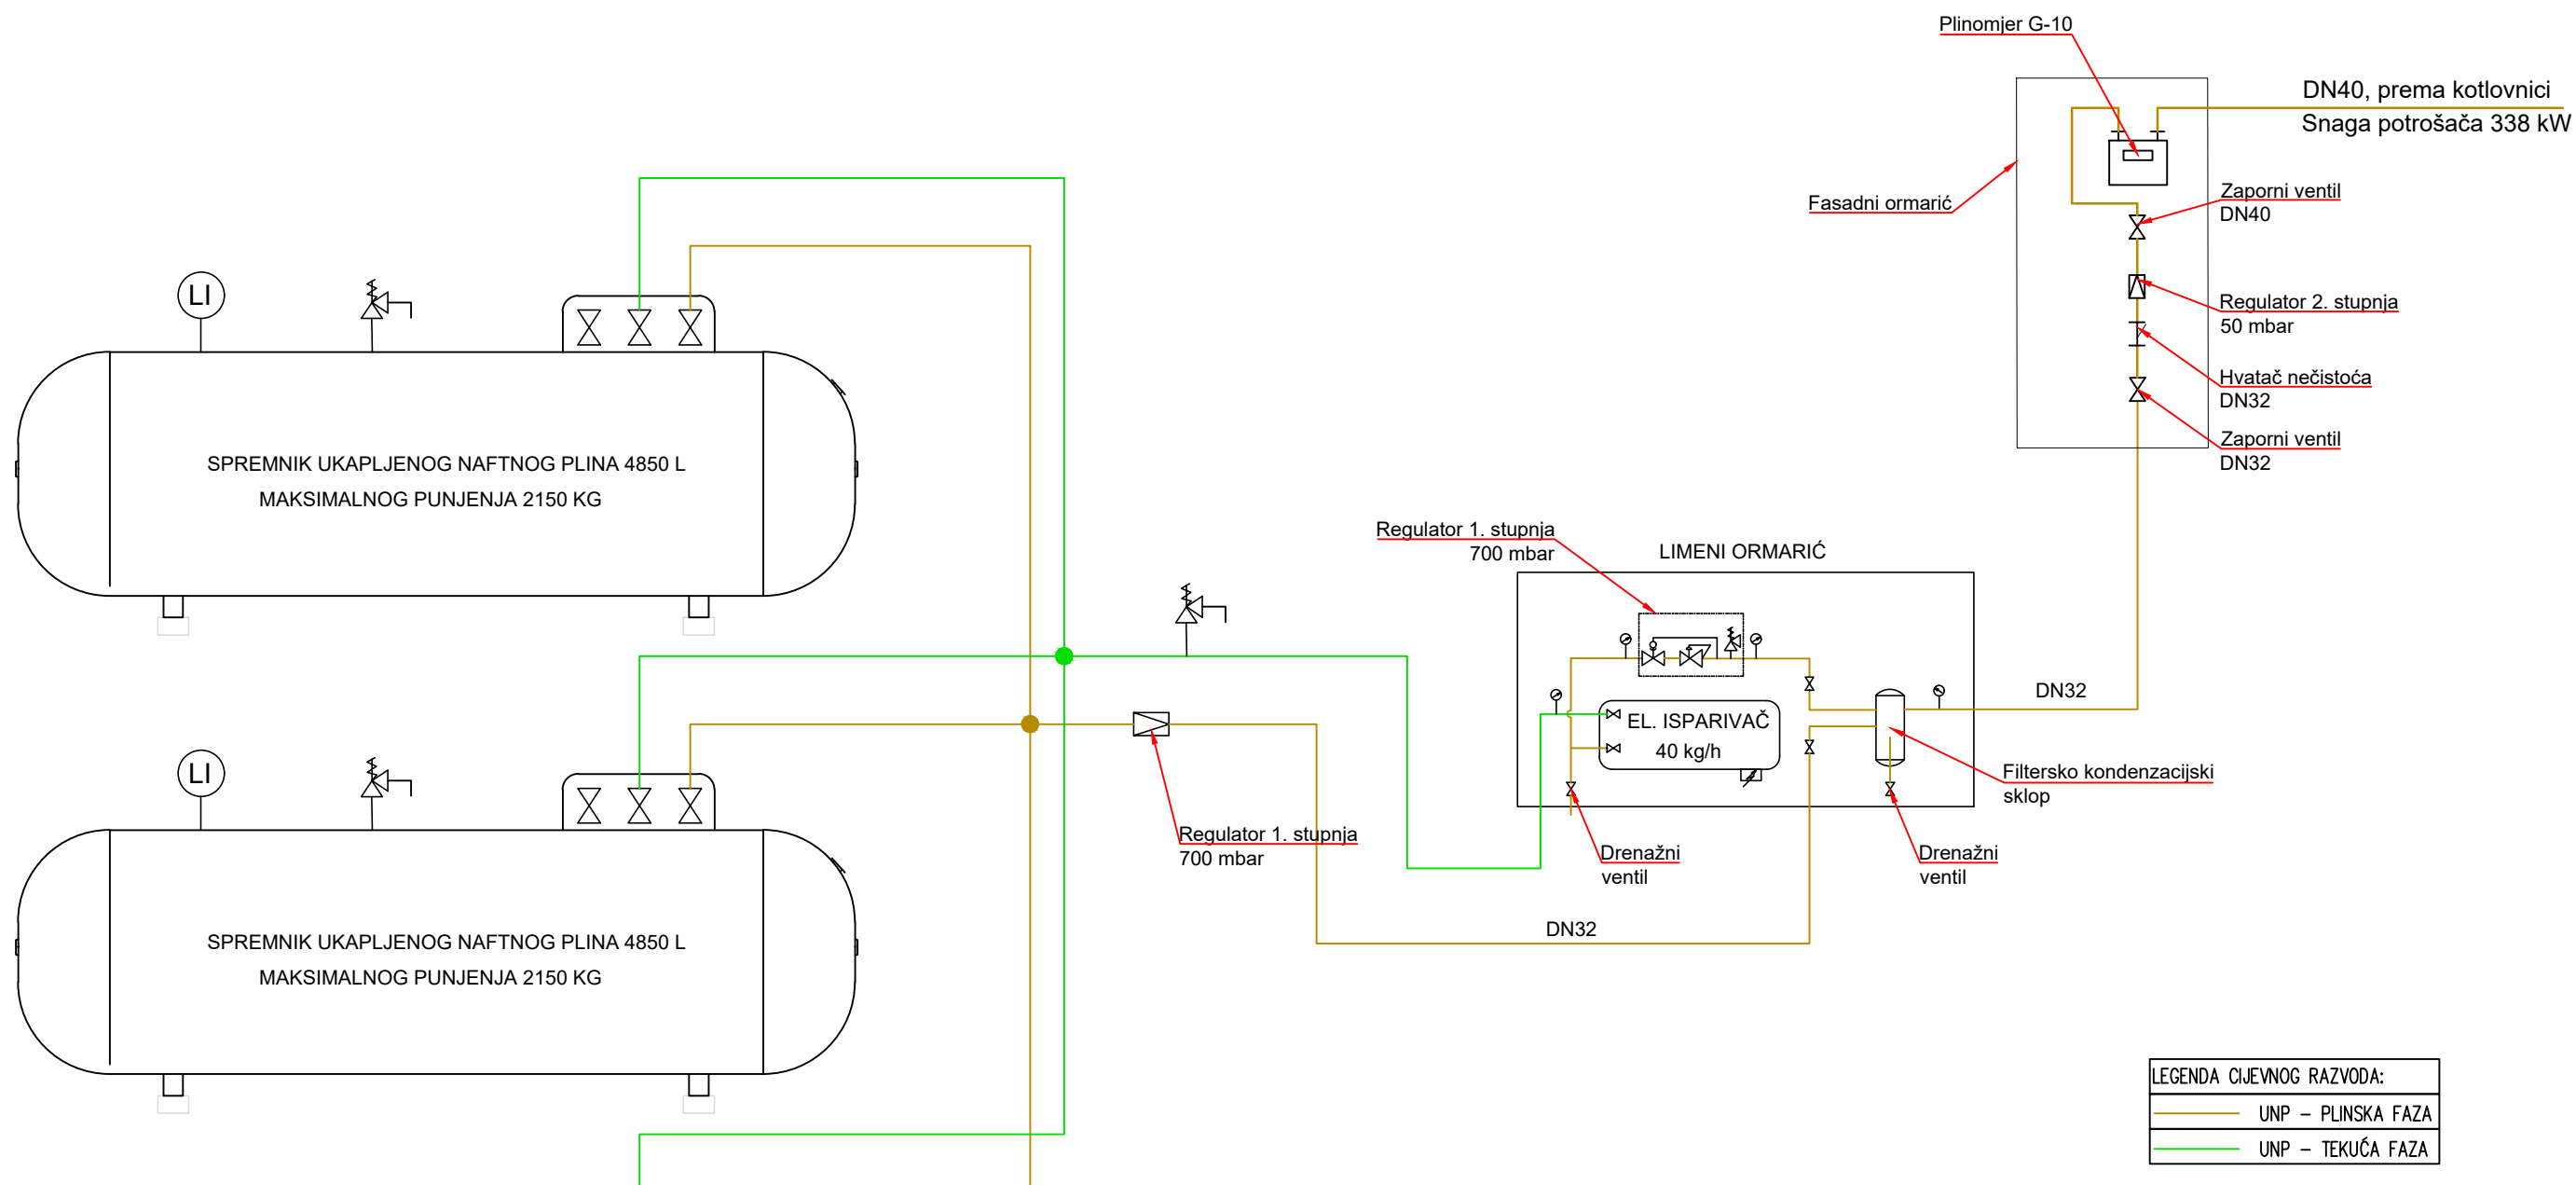 Plinomjer G-10
DN40, prema kotlovnici
Snaga potrošača 338 kW
Fasadni ormarić
Zaporni ventil
DN40
Regulator 2. stupnja
50 mbar
Hvatač nečistoća
DN32
Zaporni ventil
DN32
LI
SPREMNIK UKAPLJENOG NAFTNOG PLINA 4850 L
MAKSIMALNOG PUNJENJA 2150 KG
Regulator 1. stupnja
700 mbar
LIMENI ORMARIĆ
EL. ISPARIVAČ
40 kg/h
DN32
Filtersko kondenzacijski
sklop
Drenažni
ventil
Drenažni
ventil
Regulator 1. stupnja
700 mbar
DN32
LI
SPREMNIK UKAPLJENOG NAFTNOG PLINA 4850 L
MAKSIMALNOG PUNJENJA 2150 KG
LEGENDA CIJEVNOG RAZVODA:
UNP – PLINSKA FAZA
UNP – TEKUĆA FAZA